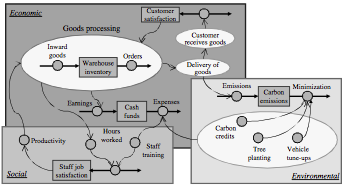 Economic
Customer
satisfaction
Goods processing
Inward
goods
Orders
Warehouse
inventory
Customer
receives goods
Delivery of
goods
Earnings
Cash
funds
Expenses
Emissions
Carbon
emissions
Minimization
Carbon
credits
Tree
planting
Vehicle
tune-ups
Environmental
Productivity
Hours
worked
Staff
training
Staff job
satisfaction
Social